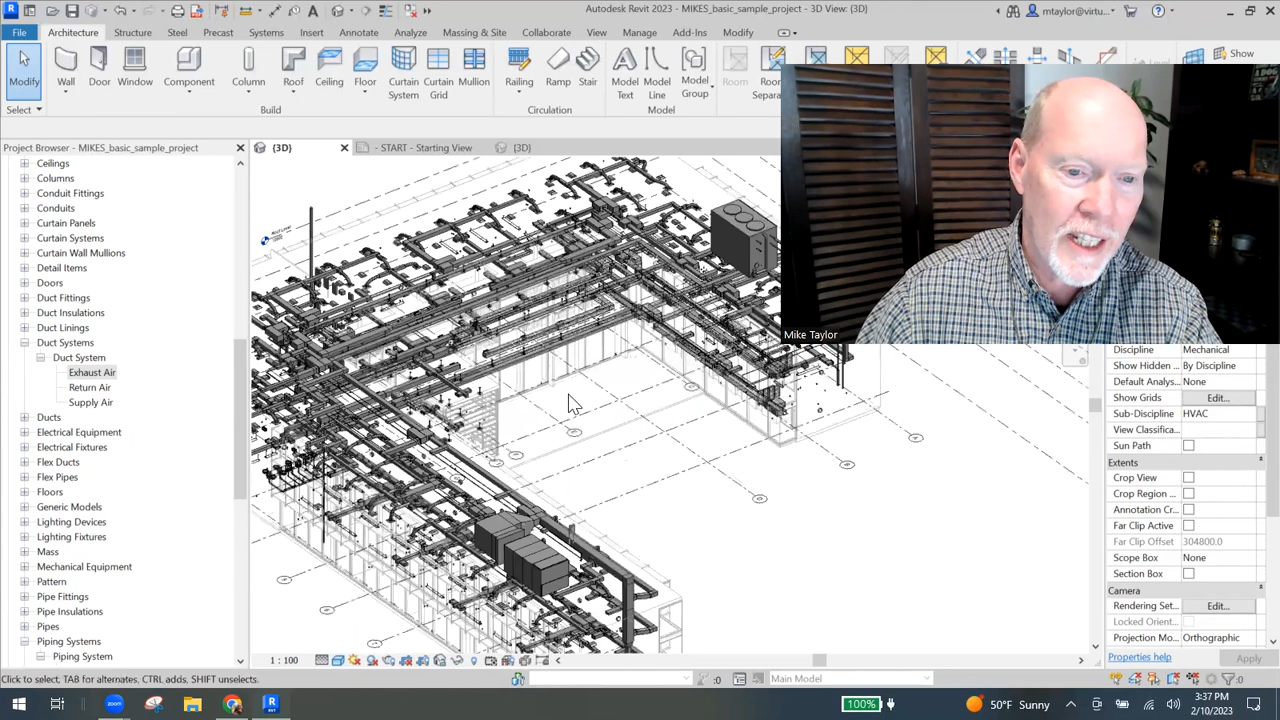 Autodesk Revit 2023 - MIKES_basic_sample_project - 3D View: {3D}
mtaylor@virtu...
File Architecture Structure Steel Precast Systems Insert Annotate Analyze Massing & Site Collaborate View Manage Add-Ins Modify
Modify Wall Door Window Component Column Roof Ceiling Floor Curtain System Curtain Grid Mullion Railing Ramp Stair Model Text Model Line Model Group Room Room Separa
Show
Select Build Circulation Model
Project Browser - MIKES_basic_sample_project
{3D} - START - Starting View {3D}
Ceilings
Columns
Conduit Fittings
Conduits
Curtain Panels
Curtain Systems
Curtain Wall Mullions
Detail Items
Doors
Duct Fittings
Duct Insulations
Duct Linings
Duct Systems
Duct System
Exhaust Air
Return Air
Supply Air
Ducts
Electrical Equipment
Electrical Fixtures
Flex Ducts
Flex Pipes
Floors
Generic Models
Lighting Devices
Lighting Fixtures
Mass
Mechanical Equipment
Pattern
Pipe Fittings
Pipe Insulations
Pipes
Piping Systems
Piping System
Mike Taylor
Discipline Mechanical
Show Hidden ... By Discipline
Default Analys... None
Show Grids Edit...
Sub-Discipline HVAC
View Classifica...
Sun Path
Extents
Crop View
Crop Region ...
Annotation Cr...
Far Clip Active
Far Clip Offset 304800.0
Scope Box None
Section Box
Camera
Rendering Set... Edit...
Locked Orient...
Projection Mo... Orthographic
Properties help Apply
1 : 100
Click to select, TAB for alternates, CTRL adds, SHIFT unselects.
:0 Main Model :0
100% 50°F Sunny 3:37 PM
2/10/2023